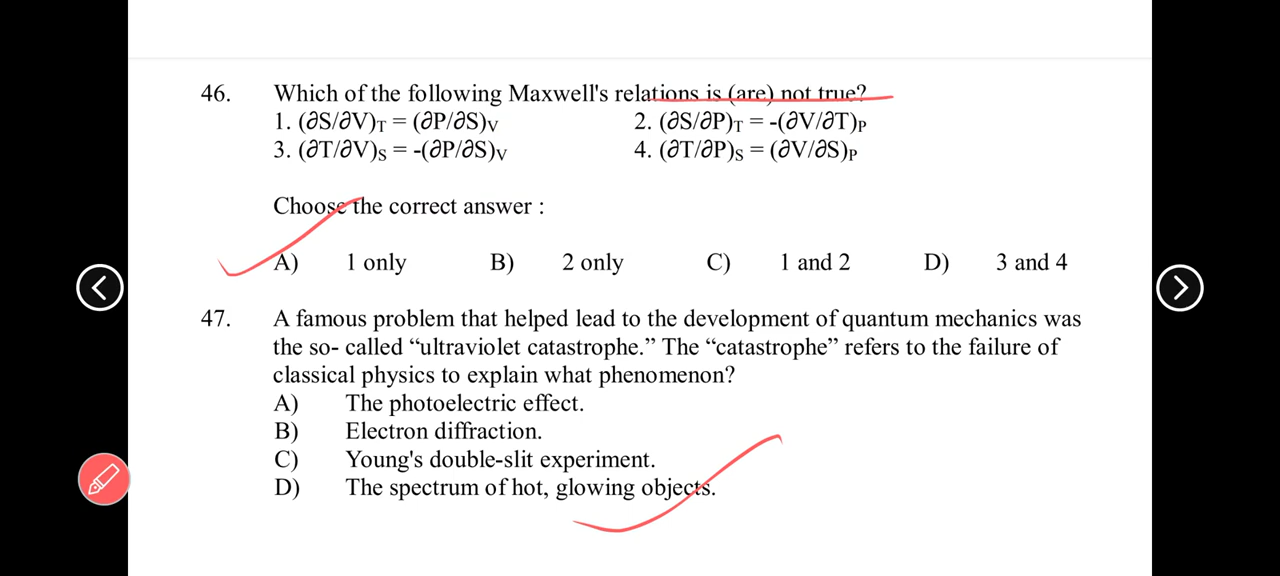 46. Which of the following Maxwell's relations is (are) not true?
1. (∂S/∂V)T = (∂P/∂S)V 2. (∂S/∂P)T = -(∂V/∂T)P
3. (∂T/∂V)S = -(∂P/∂S)V 4. (∂T/∂P)S = (∂V/∂S)P
Choose the correct answer :
A) 1 only B) 2 only C) 1 and 2 D) 3 and 4
47. A famous problem that helped lead to the development of quantum mechanics was
the so- called “ultraviolet catastrophe.” The “catastrophe” refers to the failure of
classical physics to explain what phenomenon?
A) The photoelectric effect.
B) Electron diffraction.
C) Young's double-slit experiment.
D) The spectrum of hot, glowing objects.